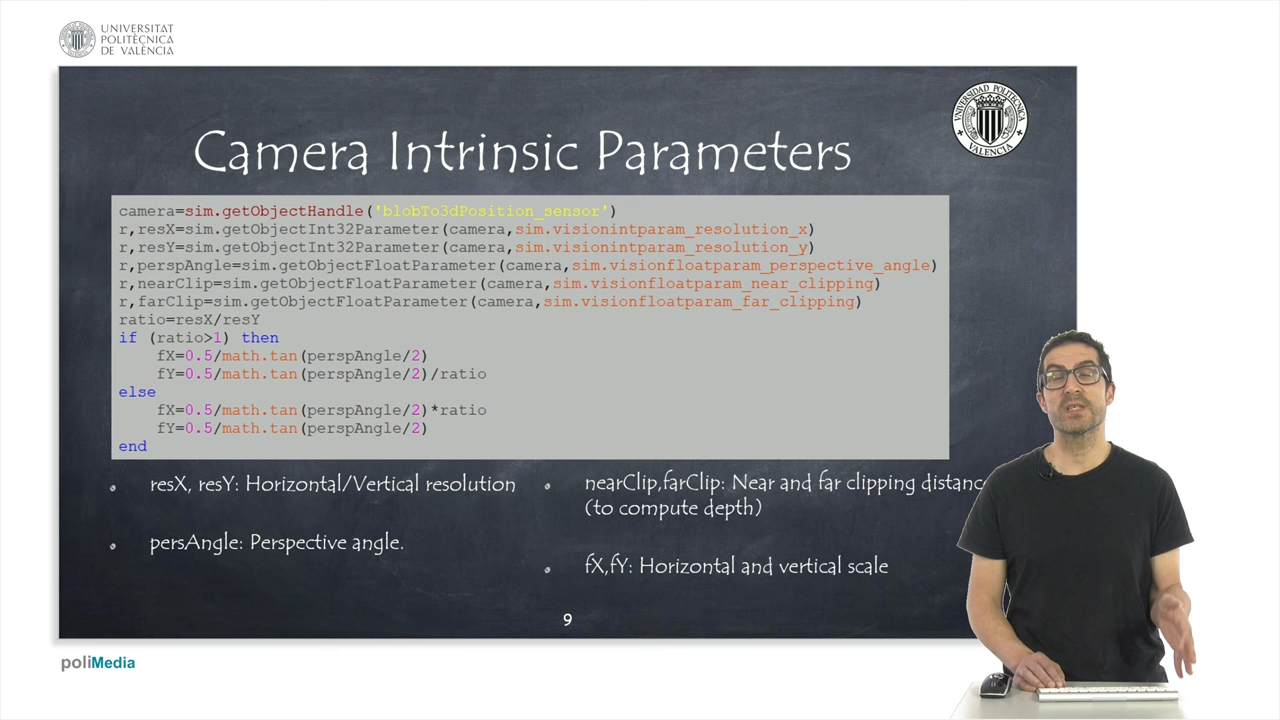 UNIVERSITAT
POLITÈCNICA
DE VALÈNCIA
UNIVERSIDAD POLITECNICA
VALENCIA
Camera Intrinsic Parameters
camera=sim.getObjectHandle('blobTo3dPosition_sensor')
r,resX=sim.getObjectInt32Parameter(camera,sim.visionintparam_resolution_x)
r,resY=sim.getObjectInt32Parameter(camera,sim.visionintparam_resolution_y)
r,perspAngle=sim.getObjectFloatParameter(camera,sim.visionfloatparam_perspective_angle)
r,nearClip=sim.getObjectFloatParameter(camera,sim.visionfloatparam_near_clipping)
r,farClip=sim.getObjectFloatParameter(camera,sim.visionfloatparam_far_clipping)
ratio=resX/resY
if (ratio>1) then
fX=0.5/math.tan(perspAngle/2)
fY=0.5/math.tan(perspAngle/2)/ratio
else
fX=0.5/math.tan(perspAngle/2)*ratio
fY=0.5/math.tan(perspAngle/2)
end
resX, resY: Horizontal/Vertical resolution
persAngle: Perspective angle.
nearClip,farClip: Near and far clipping distanc
(to compute depth)
fX,fY: Horizontal and vertical scale
9
poliMedia